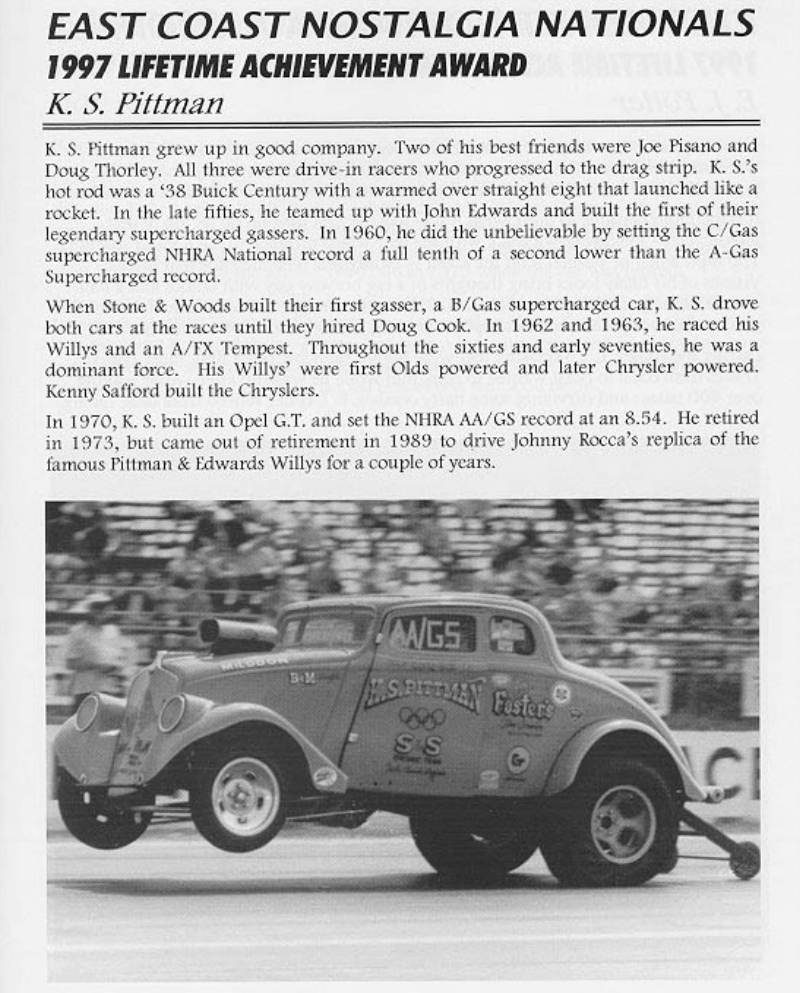 EAST COAST NOSTALGIA NATIONALS
1997 LIFETIME ACHIEVEMENT AWARD
K. S. Pittman
K. S. Pittman grew up in good company. Two of his best friends were Joe Pisano and
Doug Thorley. All three were drive-in racers who progressed to the drag strip. K. S.'s
hot rod was a '38 Buick Century with a warmed over straight eight that launched like a
rocket. In the late fifties, he teamed up with John Edwards and built the first of their
legendary supercharged gassers. In 1960, he did the unbelievable by setting the C/Gas
supercharged NHRA National record a full tenth of a second lower than the A-Gas
Supercharged record.
When Stone & Woods built their first gasser, a B/Gas supercharged car, K. S. drove
both cars at the races until they hired Doug Cook. In 1962 and 1963, he raced his
Willys and an A/FX Tempest. Throughout the sixties and early seventies, he was a
dominant force. His Willys' were first Olds powered and later Chrysler powered.
Kenny Safford built the Chryslers.
In 1970, K. S. built an Opel G.T. and set the NHRA AA/GS record at an 8.54. He retired
in 1973, but came out of retirement in 1989 to drive Johnny Rocca's replica of the
famous Pittman & Edwards Willys for a couple of years.
AA/GS
MILODON
B&M
K.S. PITTMAN
Foster's
S&S